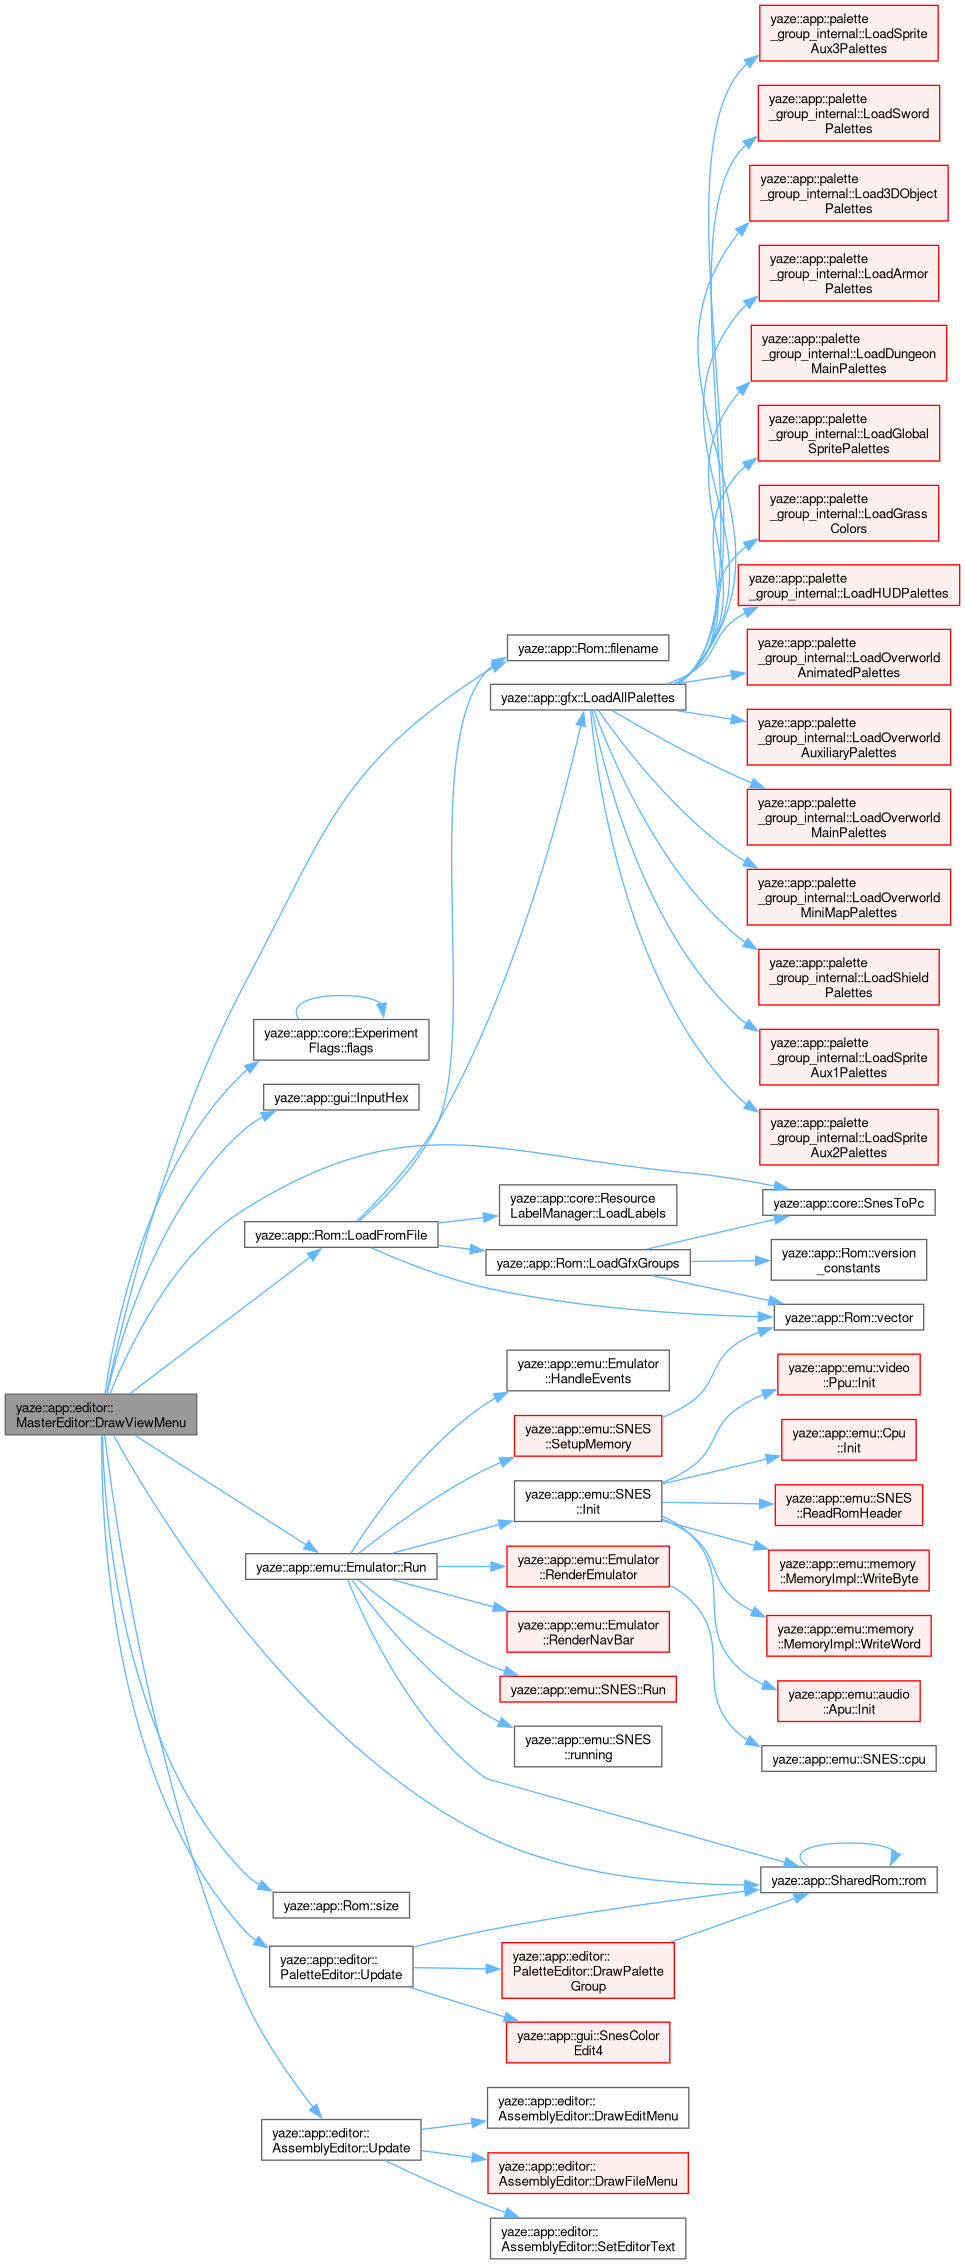 yaze::app::palette
_group_internal::LoadSprite
Aux3Palettes
yaze::app::palette
_group_internal::LoadSword
Palettes
yaze::app::palette
_group_internal::Load3DObject
Palettes
yaze::app::palette
_group_internal::LoadArmor
Palettes
yaze::app::palette
_group_internal::LoadDungeon
MainPalettes
yaze::app::palette
_group_internal::LoadGlobal
SpritePalettes
yaze::app::palette
_group_internal::LoadGrass
Colors
yaze::app::palette
_group_internal::LoadHUDPalettes
yaze::app::Rom::filename
yaze::app::palette
_group_internal::LoadOverworld
AnimatedPalettes
yaze::app::gfx::LoadAllPalettes
yaze::app::palette
_group_internal::LoadOverworld
AuxiliaryPalettes
yaze::app::palette
_group_internal::LoadOverworld
MainPalettes
yaze::app::palette
_group_internal::LoadOverworld
MiniMapPalettes
yaze::app::palette
_group_internal::LoadShield
Palettes
yaze::app::core::Experiment
Flags::flags
yaze::app::palette
_group_internal::LoadSprite
Aux1Palettes
yaze::app::gui::InputHex
yaze::app::palette
_group_internal::LoadSprite
Aux2Palettes
yaze::app::core::Resource
LabelManager::LoadLabels
yaze::app::core::SnesToPc
yaze::app::Rom::LoadFromFile
yaze::app::Rom::LoadGfxGroups
yaze::app::Rom::version
_constants
yaze::app::Rom::vector
yaze::app::emu::Emulator
::HandleEvents
yaze::app::emu::video
::Ppu::Init
yaze::app::editor::
MasterEditor::DrawViewMenu
yaze::app::emu::SNES
::SetupMemory
yaze::app::emu::Cpu
::Init
yaze::app::emu::SNES
::Init
yaze::app::emu::SNES
::ReadRomHeader
yaze::app::emu::Emulator::Run
yaze::app::emu::Emulator
::RenderEmulator
yaze::app::emu::memory
::MemoryImpl::WriteByte
yaze::app::emu::Emulator
::RenderNavBar
yaze::app::emu::memory
::MemoryImpl::WriteWord
yaze::app::emu::SNES::Run
yaze::app::emu::audio
::Apu::Init
yaze::app::emu::SNES
::running
yaze::app::emu::SNES::cpu
yaze::app::SharedRom::rom
yaze::app::Rom::size
yaze::app::editor::
PaletteEditor::Update
yaze::app::editor::
PaletteEditor::DrawPalette
Group
yaze::app::gui::SnesColor
Edit4
yaze::app::editor::
AssemblyEditor::DrawEditMenu
yaze::app::editor::
AssemblyEditor::Update
yaze::app::editor::
AssemblyEditor::DrawFileMenu
yaze::app::editor::
AssemblyEditor::SetEditorText